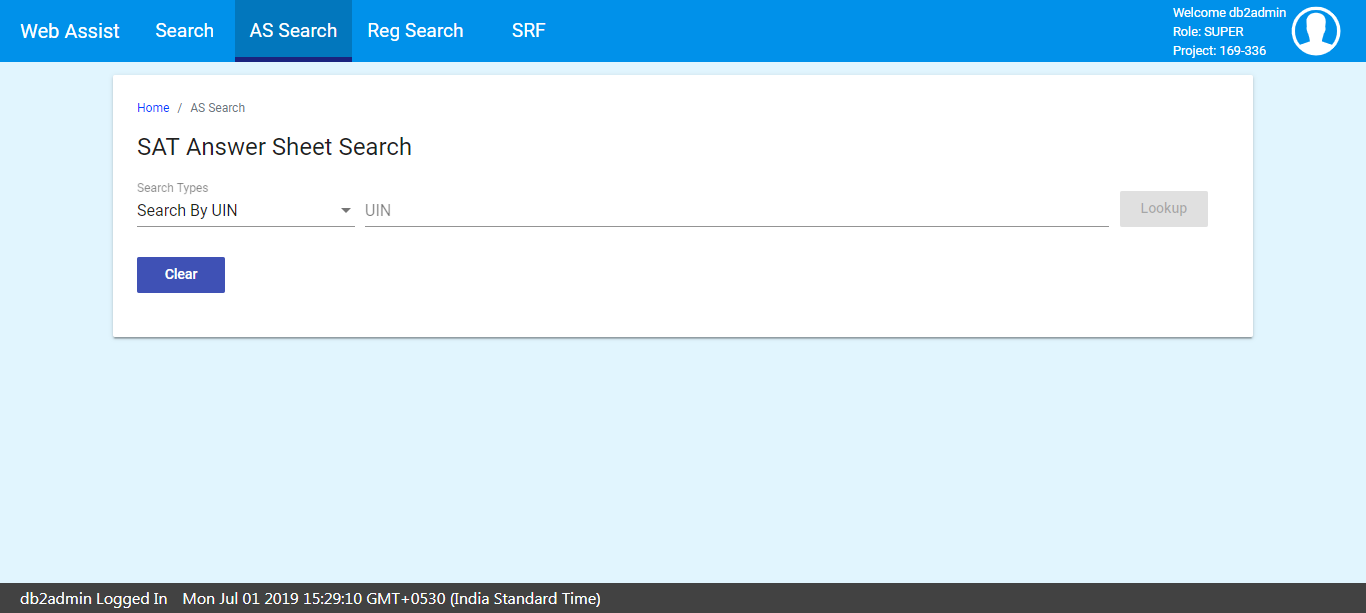 Web Assist Search AS Search Reg Search SRF
Welcome db2admin
Role: SUPER
Project: 169-336
Home / AS Search
SAT Answer Sheet Search
Search Types
Search By UIN UIN Lookup
Clear
db2admin Logged In Mon Jul 01 2019 15:29:10 GMT+0530 (India Standard Time)